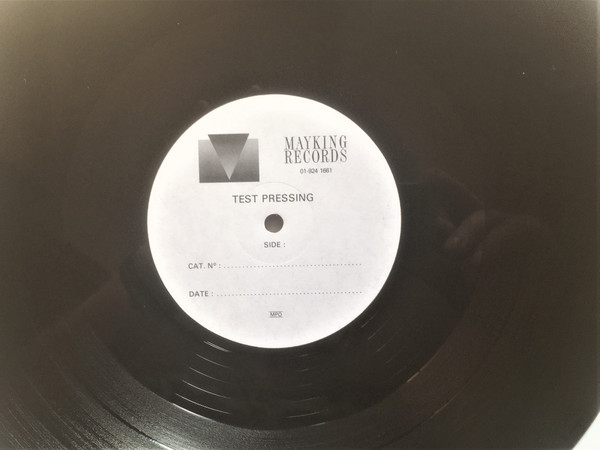 MAYKING
RECORDS
01-924 1661
TEST PRESSING
SIDE :
CAT. Nº : ........................................
DATE : ..........................................
MPO